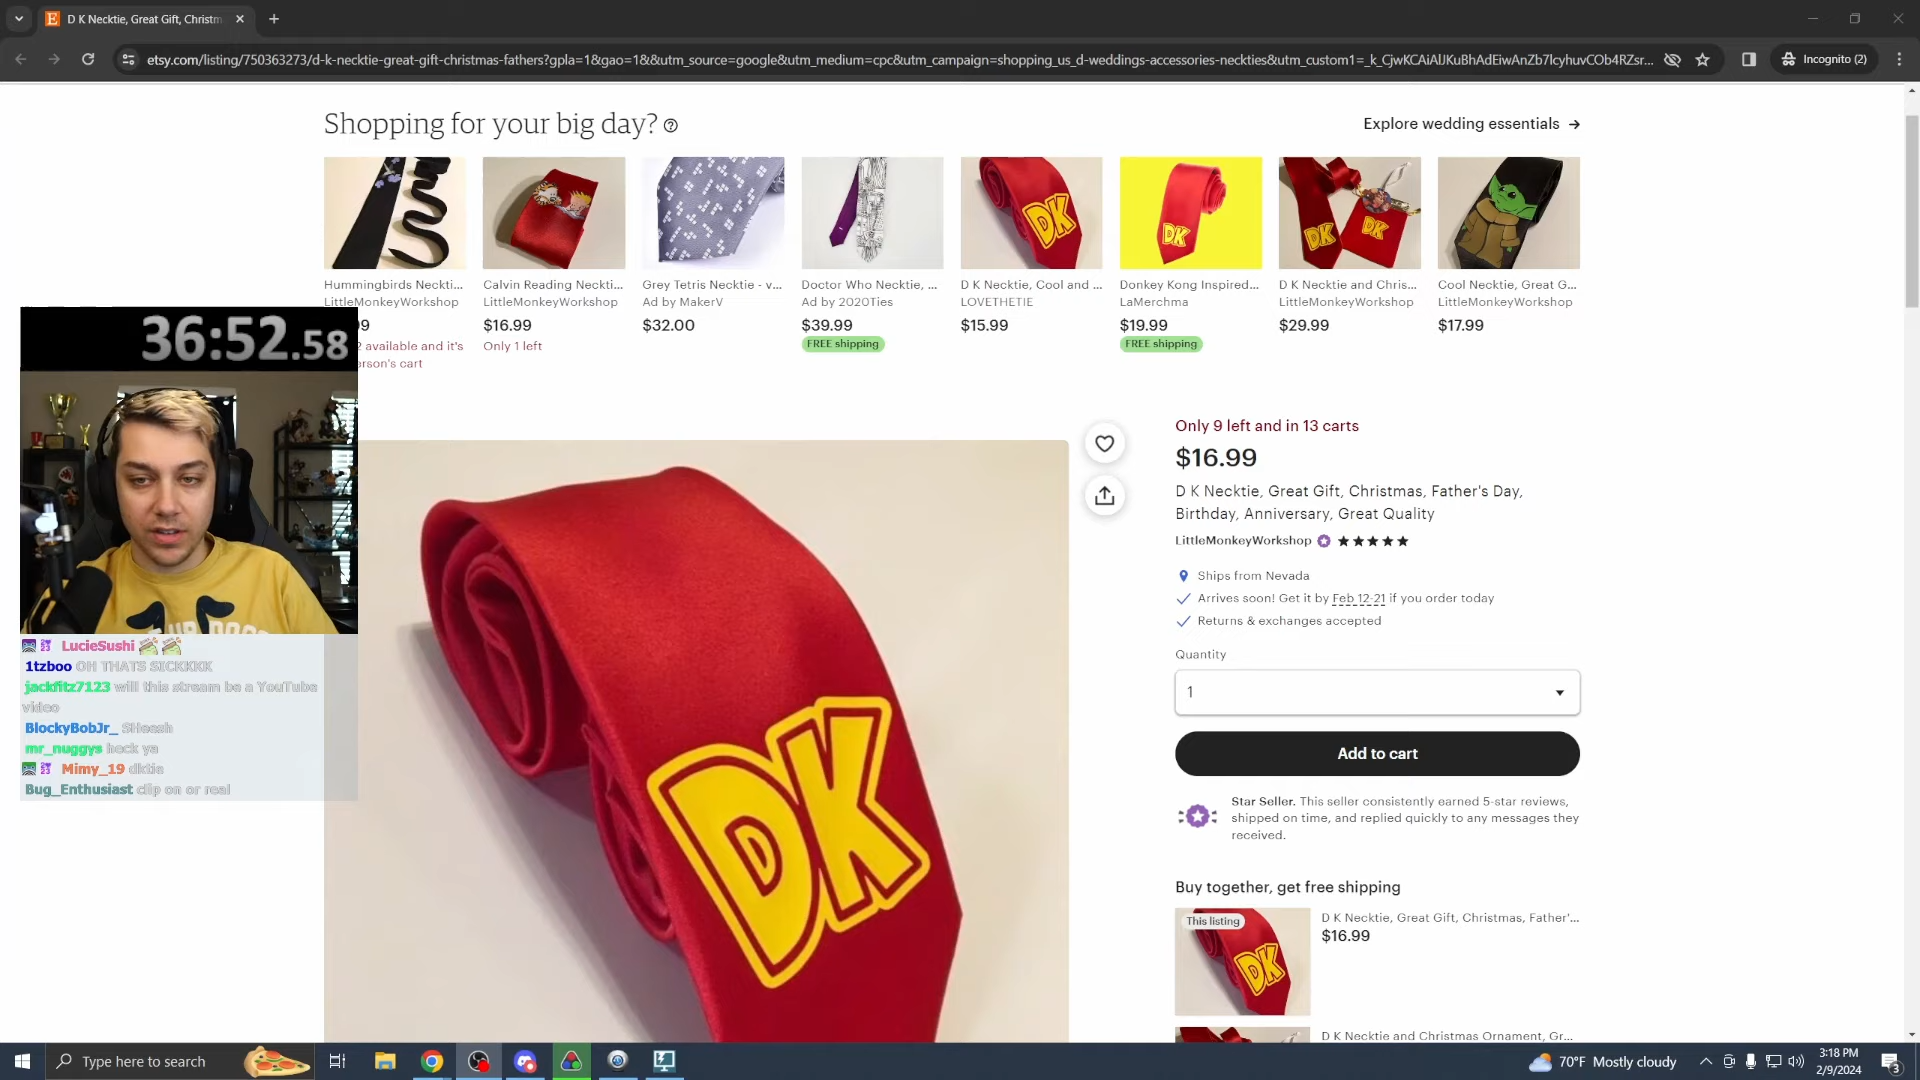 D K Necktie, Great Gift, Christm
etsy.com/listing/750363273/d-k-necktie-great-gift-christmas-fathers?gpla=1&gao=1&&utm_source=google&utm_medium=cpc&utm_campaign=shopping_us_d-weddings-accessories-neckties&utm_custom1=_k_CjwKCAiAlJKuBhAdEiwAnZb7lcyhuvCOb4RZsr...
Incognito (2)
Shopping for your big day?
Explore wedding essentials →
DK
DK
DK
DK
Hummingbirds Neckti...
LittleMonkeyWorkshop
99
2 available and it's
erson's cart
Calvin Reading Neckti...
LittleMonkeyWorkshop
$16.99
Only 1 left
Grey Tetris Necktie - v...
Ad by MakerV
$32.00
Doctor Who Necktie, ...
Ad by 2020Ties
$39.99
FREE shipping
D K Necktie, Cool and ...
LOVETHETIE
$15.99
Donkey Kong Inspired...
LaMerchma
$19.99
FREE shipping
D K Necktie and Chris...
LittleMonkeyWorkshop
$29.99
Cool Necktie, Great G...
LittleMonkeyWorkshop
$17.99
36:52.58
LucieSushi
1tzboo OH THATS SICKKKK
jackfitz7123 will this stream be a YouTube
video
BlockyBobJr_ SHeesh
mr_nuggys heck ya
Mimy_19 dktie
Bug_Enthusiast clip on or real
DK
Only 9 left and in 13 carts
$16.99
D K Necktie, Great Gift, Christmas, Father's Day,
Birthday, Anniversary, Great Quality
LittleMonkeyWorkshop ★★★★★
Ships from Nevada
Arrives soon! Get it by Feb 12-21 if you order today
Returns & exchanges accepted
Quantity
1
Add to cart
Star Seller. This seller consistently earned 5-star reviews,
shipped on time, and replied quickly to any messages they
received.
Buy together, get free shipping
This listing
DK
D K Necktie, Great Gift, Christmas, Father'...
$16.99
D K Necktie and Christmas Ornament, Gr...
Type here to search
70°F Mostly cloudy
3:18 PM
2/9/2024
3